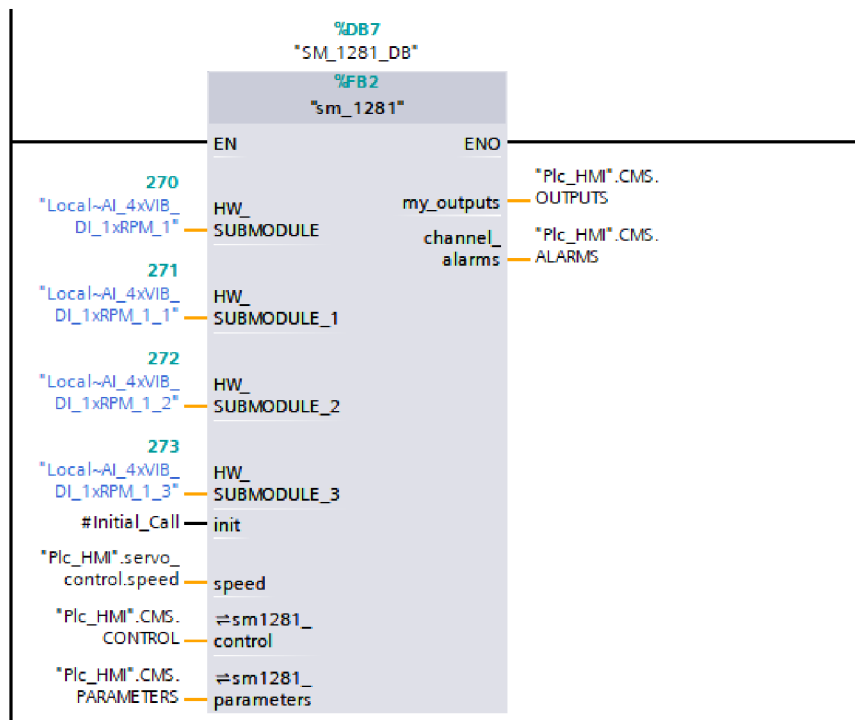 %DB7
"SM_1281_DB"
%FB2
"sm_1281"
EN
ENO
270
"Local~AI_4xVIB_
DI_1xRPM_1"
HW_
SUBMODULE
my_outputs
"Plc_HMI".CMS.
OUTPUTS
channel_
alarms
"Plc_HMI".CMS.
ALARMS
271
"Local~AI_4xVIB_
DI_1xRPM_1_1"
HW_
SUBMODULE_1
272
"Local~AI_4xVIB_
DI_1xRPM_1_2"
HW_
SUBMODULE_2
273
"Local~AI_4xVIB_
DI_1xRPM_1_3"
HW_
SUBMODULE_3
#Initial_Call
init
"Plc_HMI".servo_
control.speed
speed
"Plc_HMI".CMS.
CONTROL
⇌sm1281_
control
"Plc_HMI".CMS.
PARAMETERS
⇌sm1281_
parameters